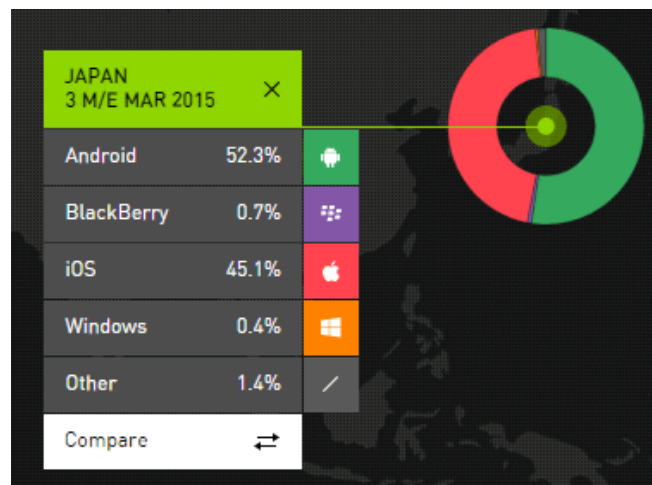 JAPAN
3 M/E MAR 2015
Android 52.3%
BlackBerry 0.7%
iOS 45.1%
Windows 0.4%
Other 1.4%
Compare